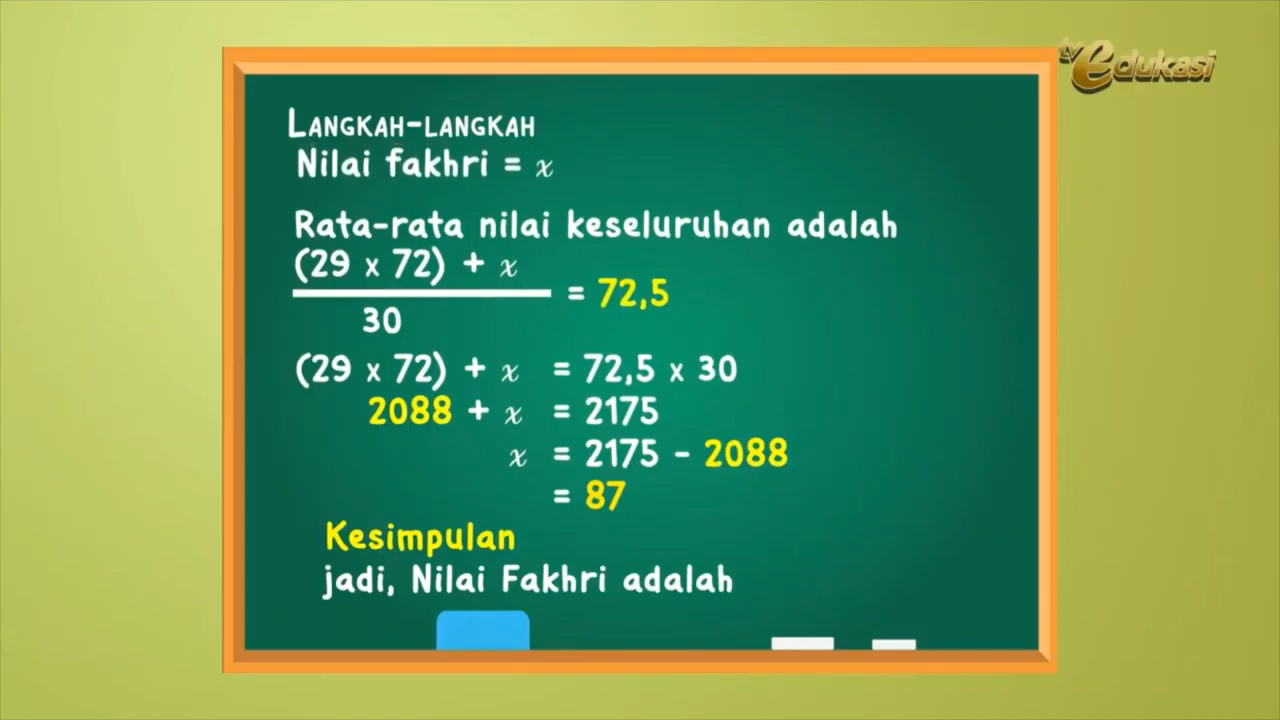 tv edukasi
LANGKAH-LANGKAH
Nilai fakhri = x
Rata-rata nilai keseluruhan adalah
(29 x 72) + x
= 72,5
30
(29 x 72) + x = 72,5 x 30
2088 + x = 2175
x = 2175 - 2088
= 87
Kesimpulan
jadi, Nilai Fakhri adalah